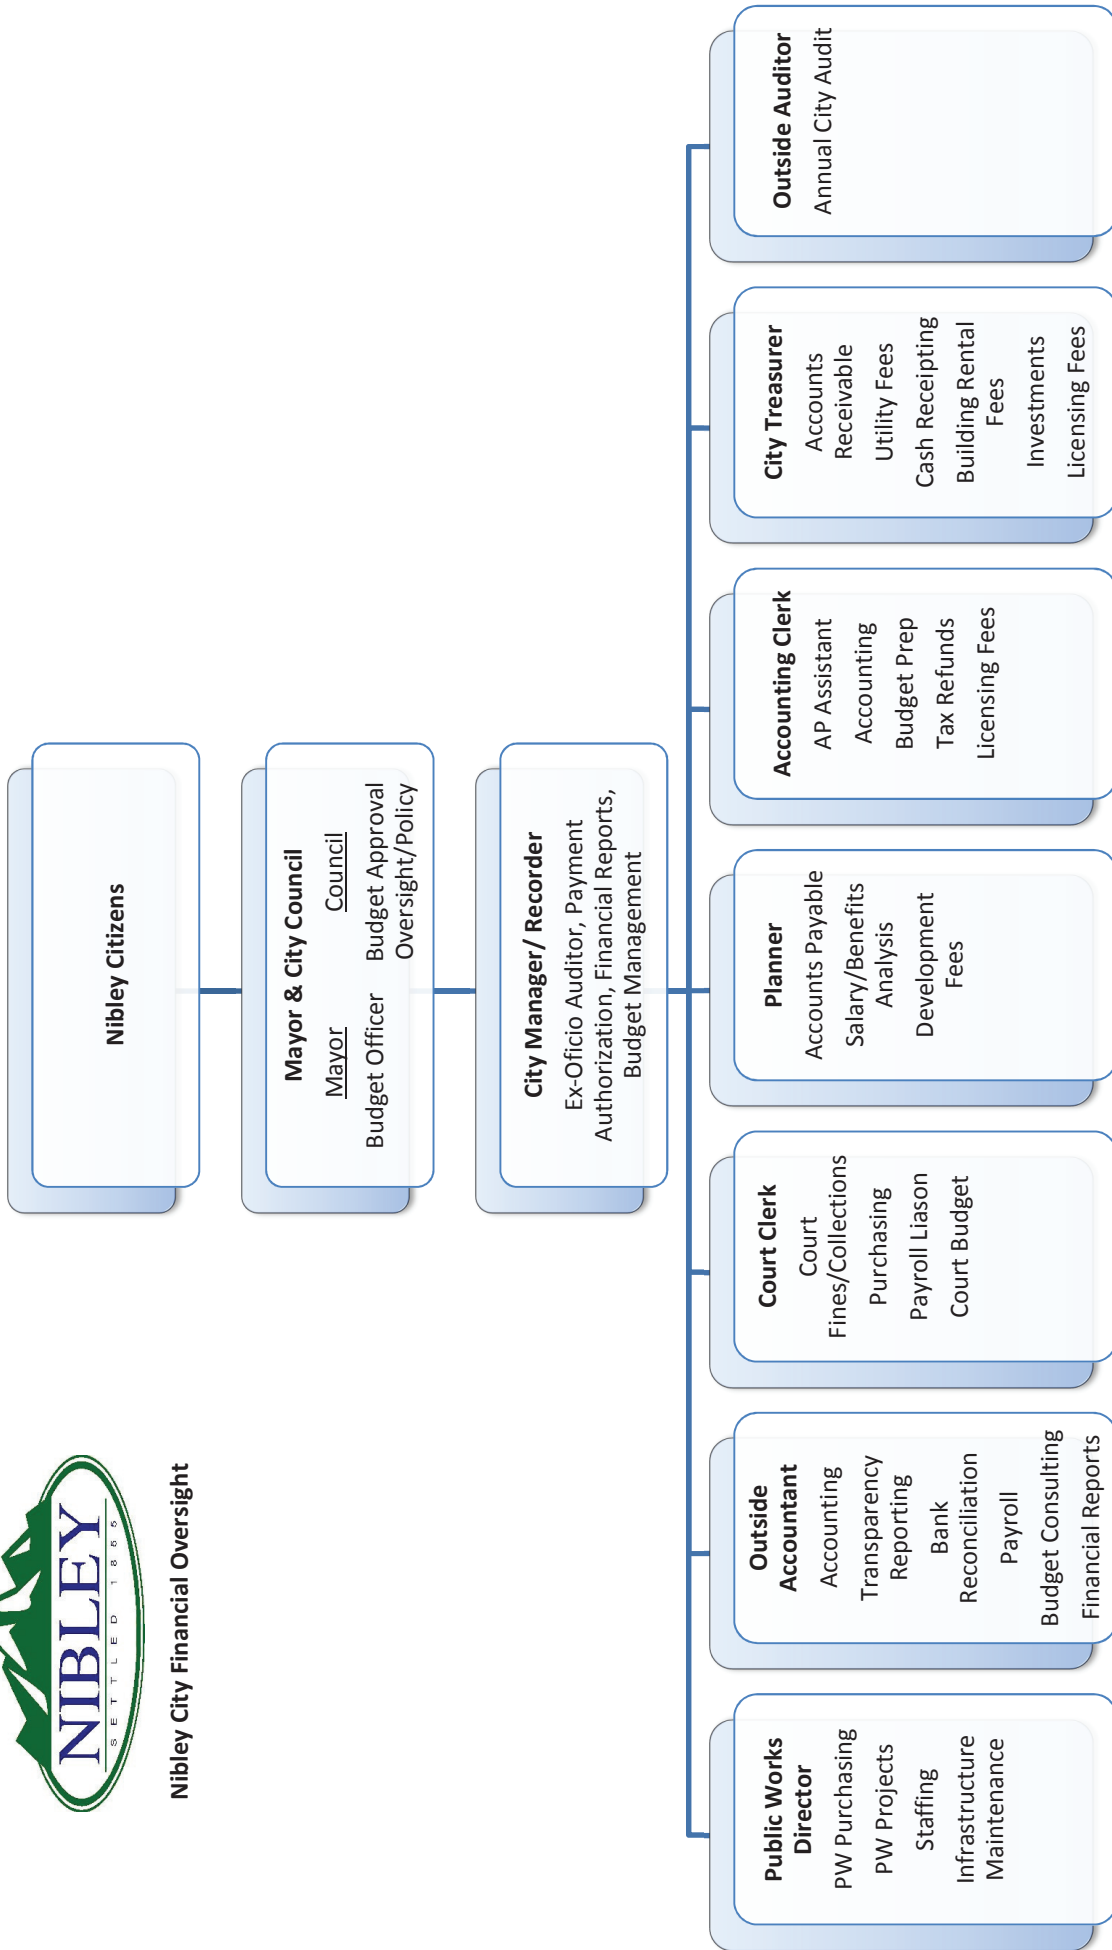 NIBLEY
SETTLED 1855
Nibley City Financial Oversight
Nibley Citizens
Mayor & City Council
Mayor Council
Budget Officer Budget Approval
Oversight/Policy
City Manager/ Recorder
Ex-Oficio Auditor, Payment
Authorization, Financial Reports,
Budget Management
Public Works
Director
PW Purchasing
PW Projects
Staffing
Infrastructure
Maintenance
Outside
Accountant
Accounting
Transparency
Reporting
Bank
Reconciliation
Payroll
Budget Consulting
Financial Reports
Court Clerk
Court
Fines/Collections
Purchasing
Payroll Liason
Court Budget
Planner
Accounts Payable
Salary/Benefits
Analysis
Development
Fees
Accounting Clerk
AP Assistant
Accounting
Budget Prep
Tax Refunds
Licensing Fees
City Treasurer
Accounts
Receivable
Utility Fees
Cash Receipting
Building Rental
Fees
Investments
Licensing Fees
Outside Auditor
Annual City Audit